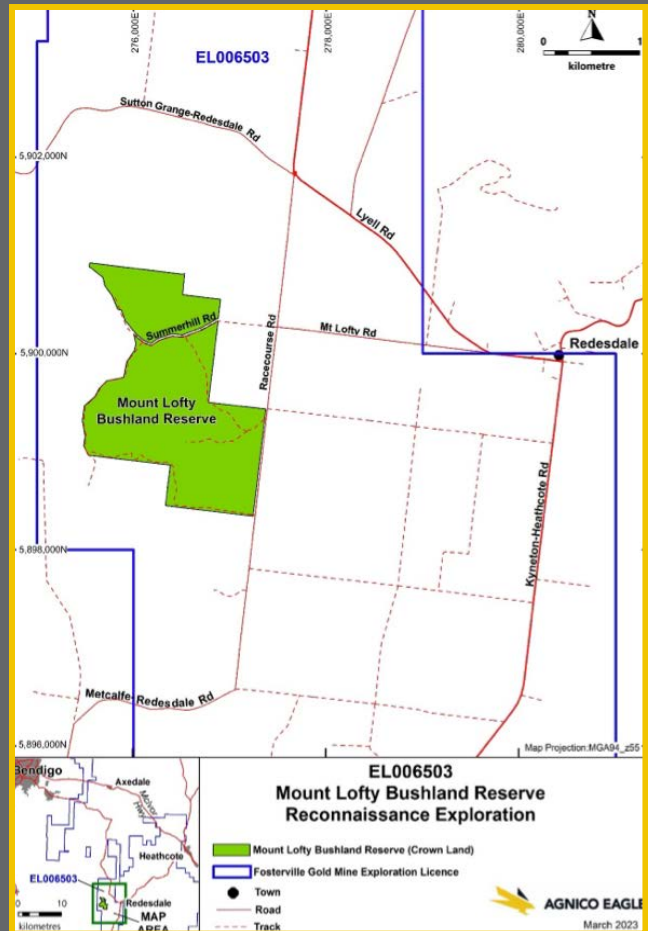 276,000E
278,000E
280,000E
N
0 1
kilometre
EL006503
Sutton Grange-Redesdale Rd
5,902,000N
Lyell Rd
Summerhill Rd
Racecourse Rd
Mt Lofty Rd
5,900,000N
Redesdale
Mount Lofty
Bushland Reserve
Kyneton-Heathcote Rd
5,898,000N
Metcalfe-Redesdale Rd
5,896,000N
Map Projection:MGA94_z55
Bendigo
Axedale
McIvor Hwy
Heathcote
EL006503
Redesdale
0 10
kilometres
MAP
AREA
EL006503
Mount Lofty Bushland Reserve
Reconnaissance Exploration
Mount Lofty Bushland Reserve (Crown Land)
Fosterville Gold Mine Exploration Licence
Town
Road
Track
AGNICO EAGLE
March 2023